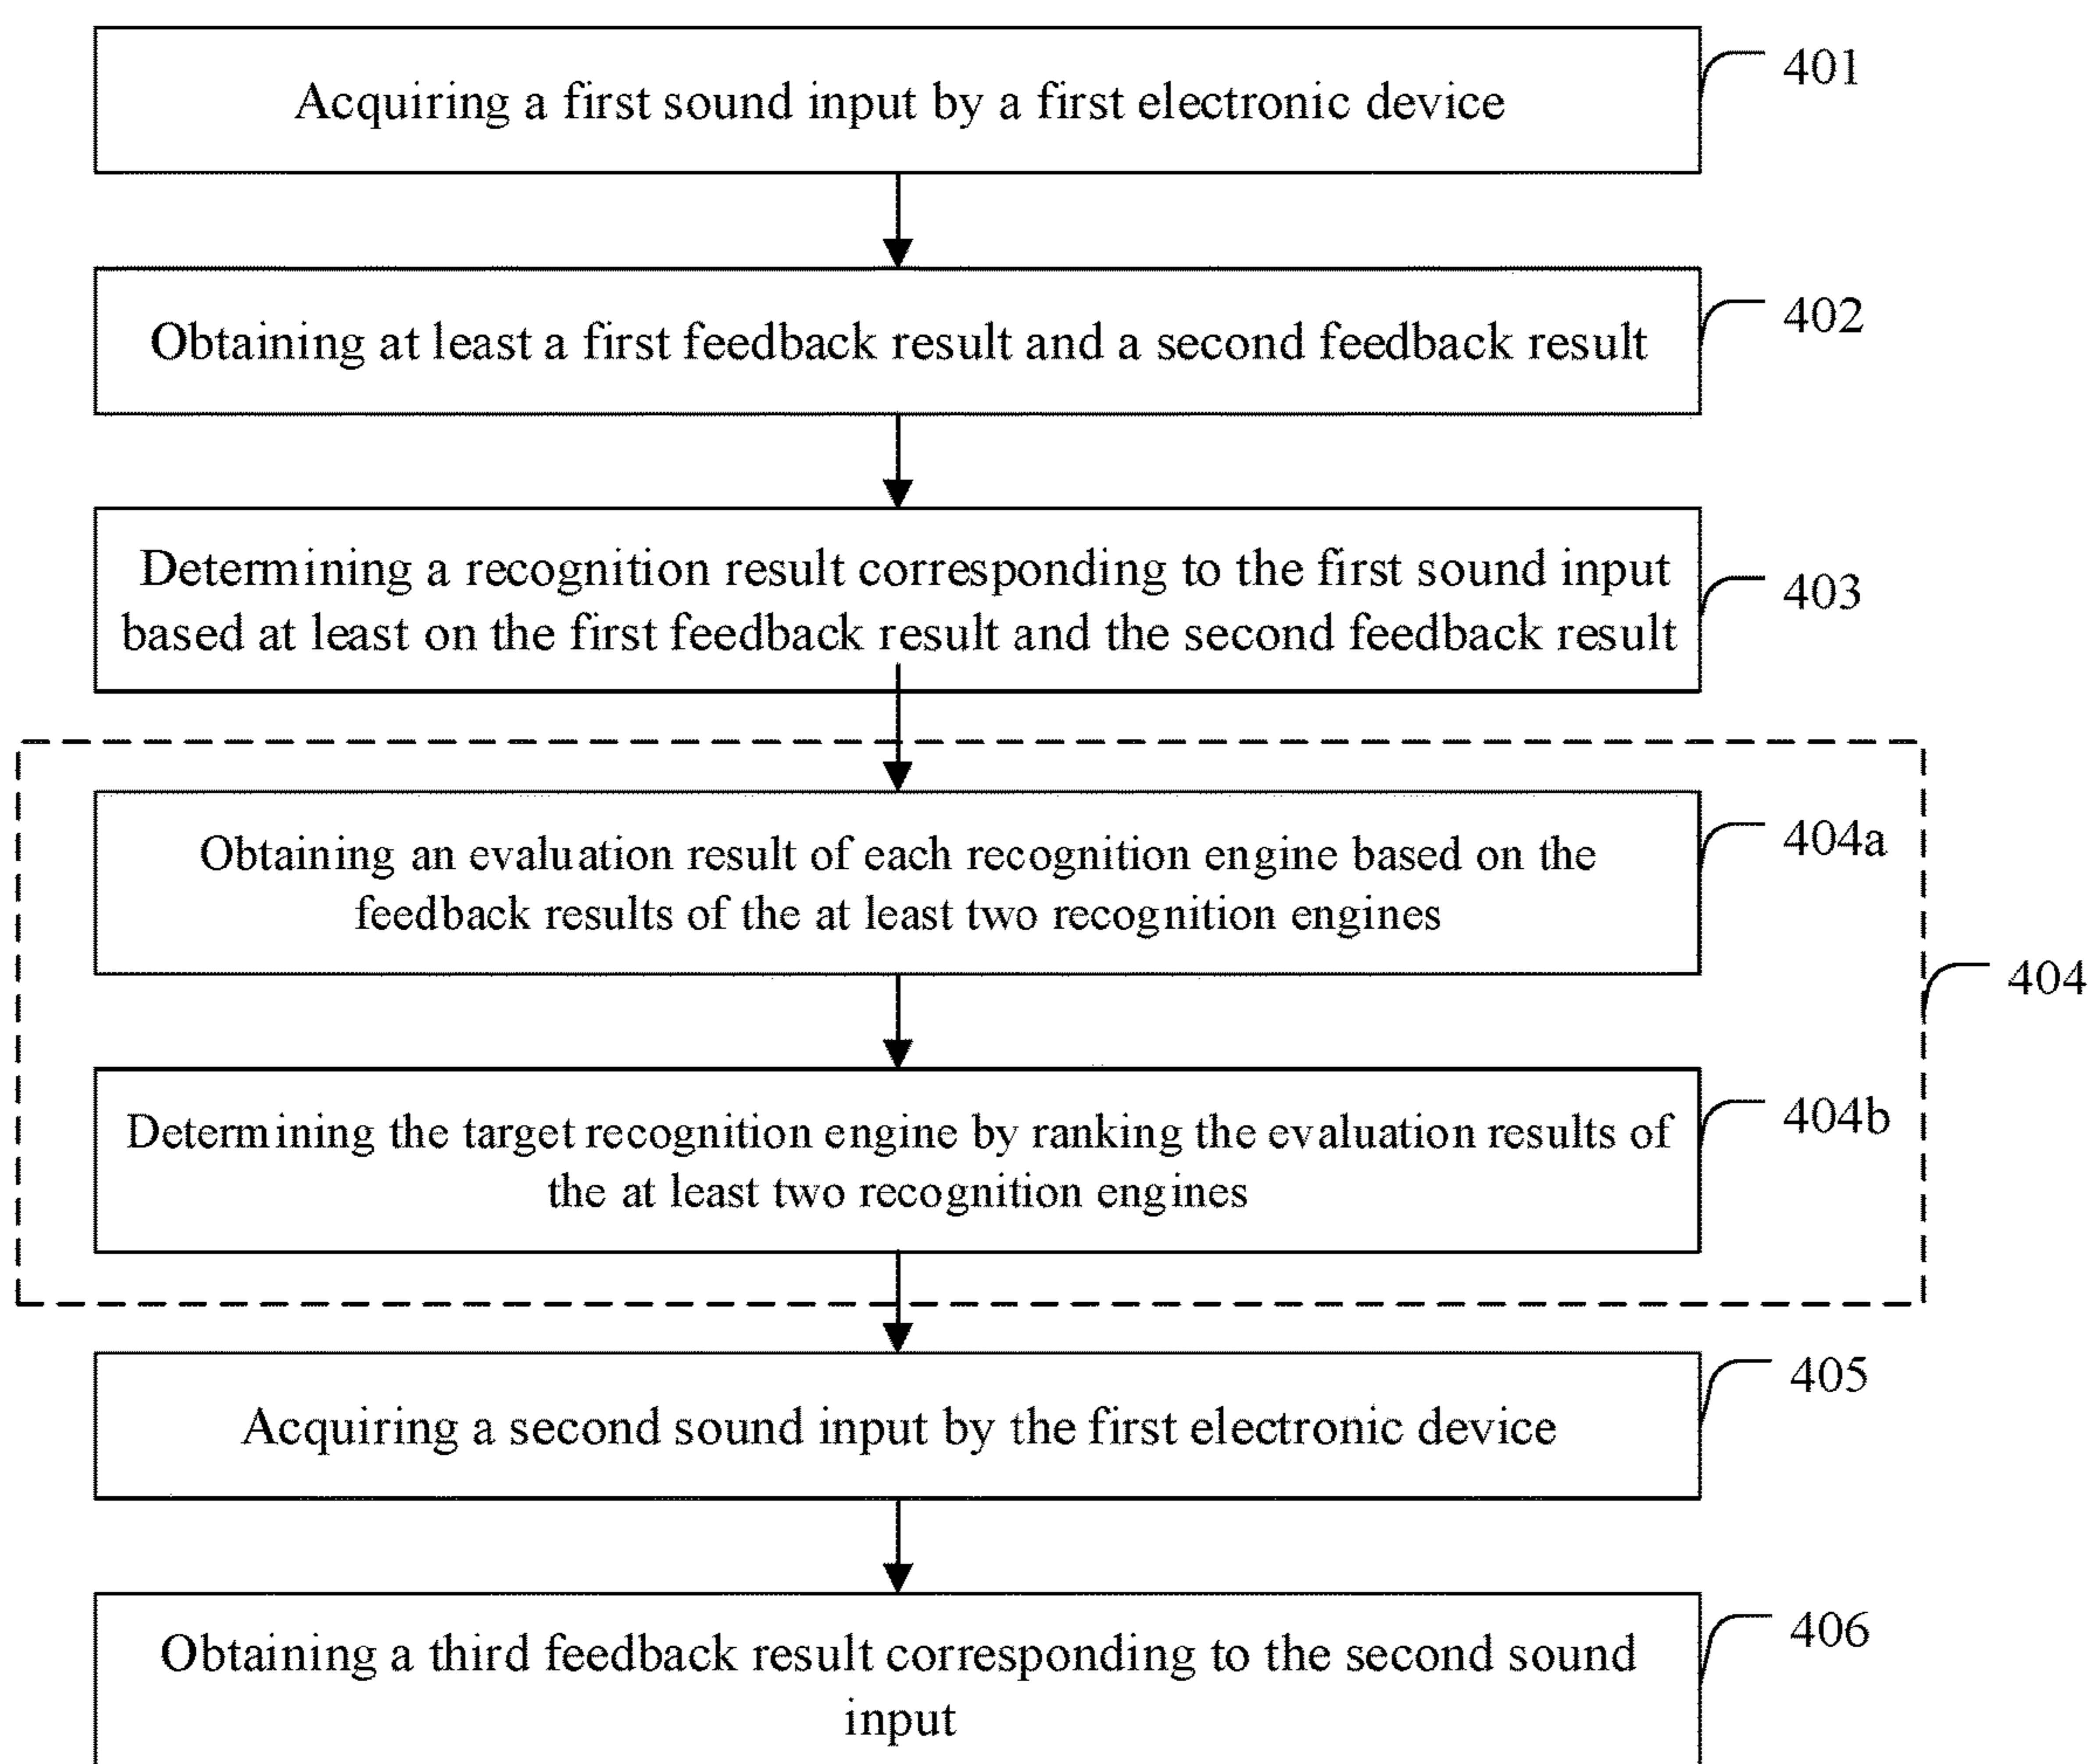 Acquiring a first sound input by a first electronic device
401
Obtaining at least a first feedback result and a second feedback result
402
Determining a recognition result corresponding to the first sound input
based at least on the first feedback result and the second feedback result
403
Obtaining an evaluation result of each recognition engine based on the
feedback results of the at least two recognition engines
404a
404
Determining the target recognition engine by ranking the evaluation results of
the at least two recognition engines
404b
Acquiring a second sound input by the first electronic device
405
Obtaining a third feedback result corresponding to the second sound
input
406